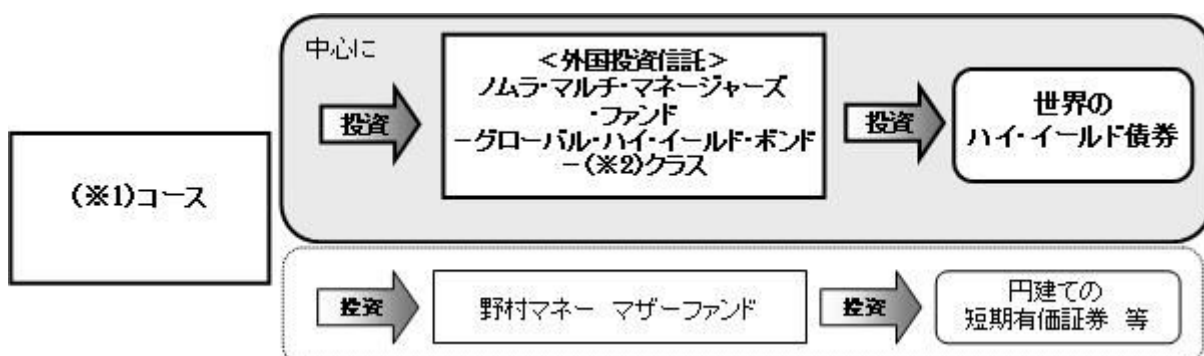 (※1)コース
中心に
投資
<外国投資信託>
ノムラ・マルチ・マネージャーズ
・ファンド
－グローバル・ハイ・イールド・ボンド
－(※2)クラス
投資
世界の
ハイ・イールド債券
投資
野村マネー マザーファンド
投資
円建ての
短期有価証券 等